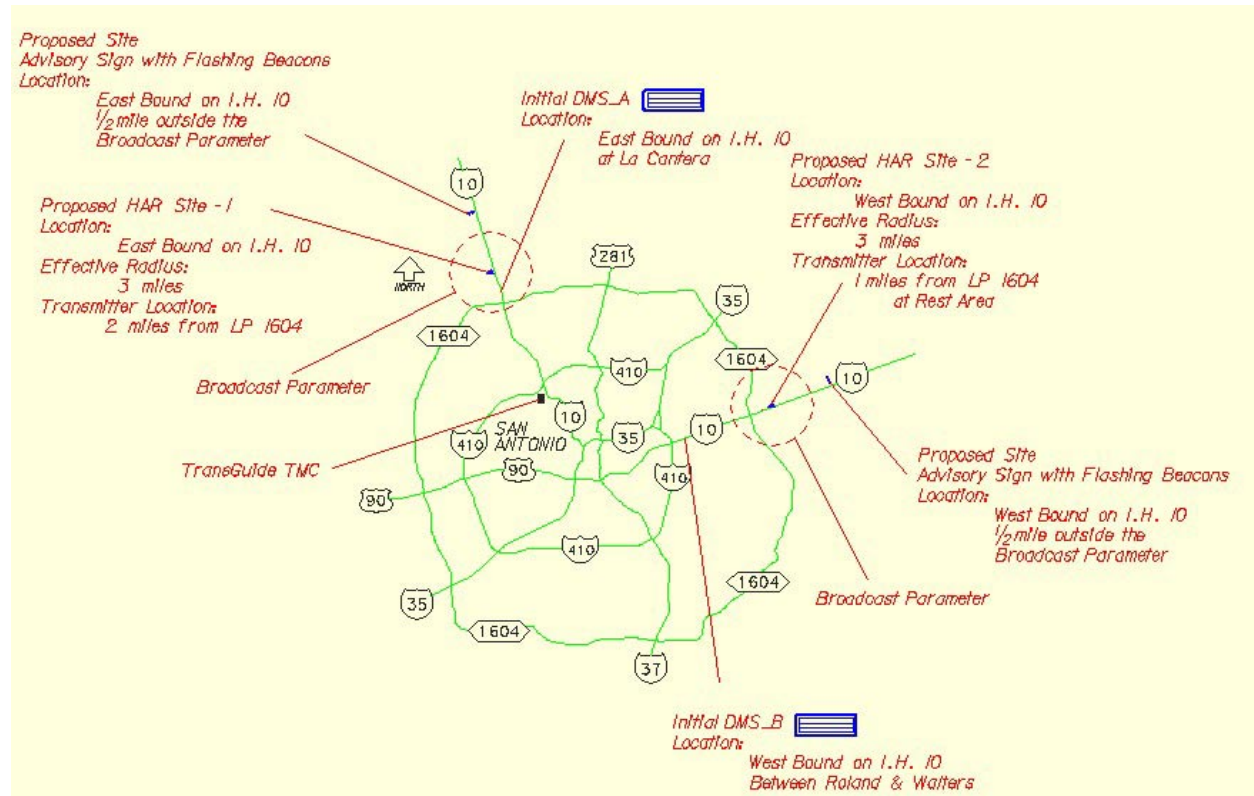 Proposed Site
Advisory Sign with Flashing Beacons
Location:
East Bound on I.H. 10
1/2 mile outside the
Broadcast Parameter
Initial DMS_A
Location:
East Bound on I.H. 10
at La Cantera
Proposed HAR Site - 2
Location:
West Bound on I.H. 10
Effective Radius:
3 miles
Transmitter Location:
1 miles from LP 1604
at Rest Area
Proposed HAR Site - 1
Location:
East Bound on I.H. 10
Effective Radius:
3 miles
Transmitter Location:
2 miles from LP 1604
Broadcast Parameter
TransGuide TMC
10
NORTH
281
35
1604
1604
410
10
10
SAN
ANTONIO
410
35
10
90
410
90
410
1604
35
1604
37
Proposed Site
Advisory Sign with Flashing Beacons
Location:
West Bound on I.H. 10
1/2 mile outside the
Broadcast Parameter
Broadcast Parameter
Initial DMS_B
Location:
West Bound on I.H. 10
Between Roland & Walters